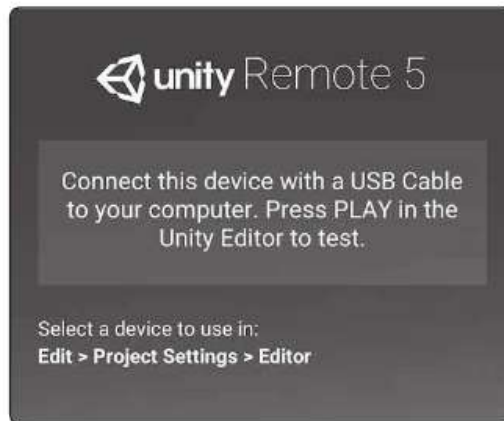 unity Remote 5
Connect this device with a USB Cable
to your computer. Press PLAY in the
Unity Editor to test.
Select a device to use in:
Edit > Project Settings > Editor